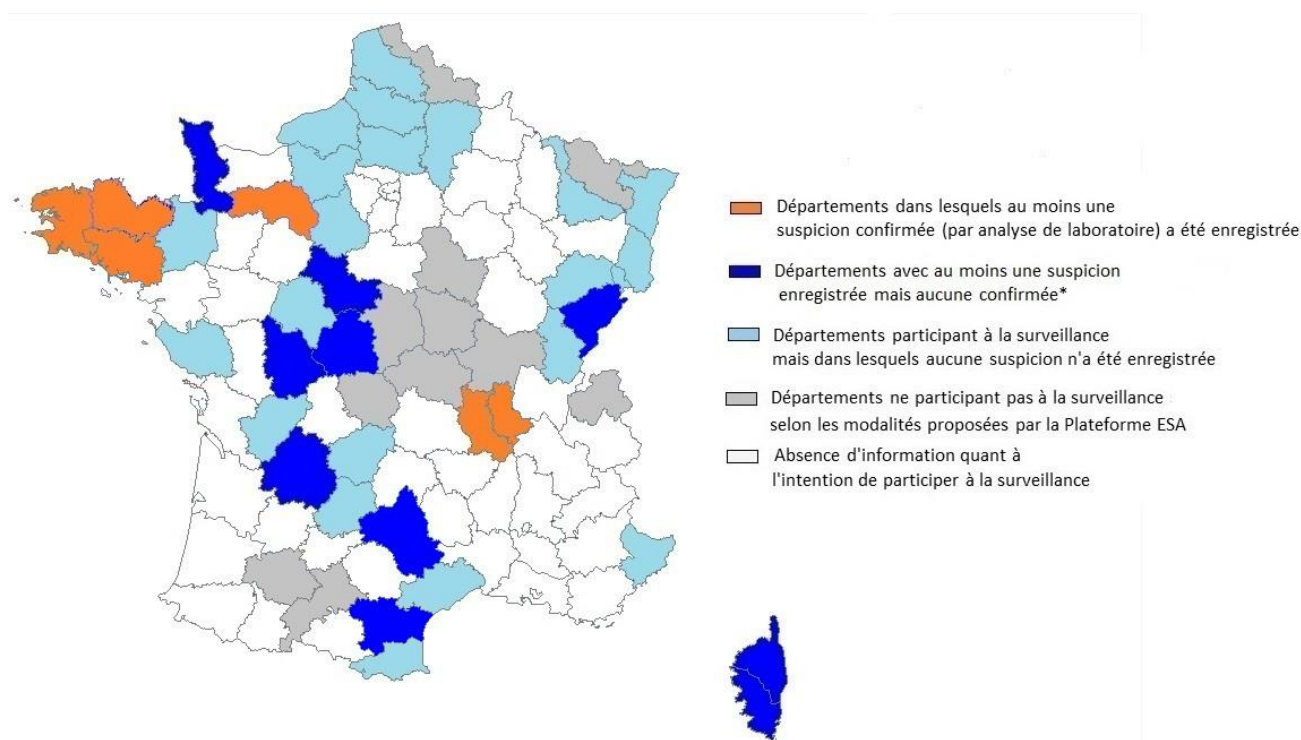 Départements dans lesquels au moins une
suspicion confirmée (par analyse de laboratoire) a été enregistrée
Départements avec au moins une suspicion
enregistrée mais aucune confirmée*
Départements participant à la surveillance
mais dans lesquels aucune suspicion n'a été enregistrée
Départements ne participant pas à la surveillance
selon les modalités proposées par la Plateforme ESA
Absence d'information quant à
l'intention de participer à la surveillance